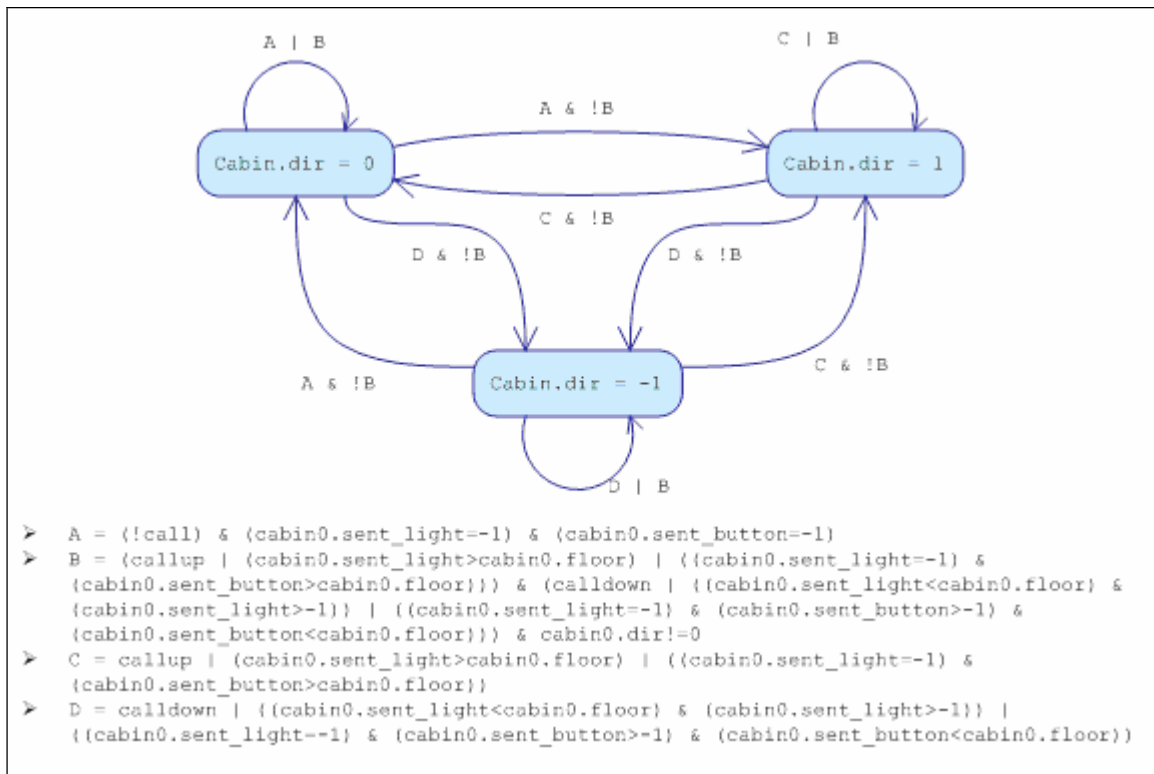 A | B
C | B
A & !B
Cabin.dir = 0
Cabin.dir = 1
C & !B
D & !B
D & !B
A & !B
Cabin.dir = -1
C & !B
D | B
➢ A = (!call) & (cabin0.sent_light=-1) & (cabin0.sent_button=-1)
➢ B = (callup | (cabin0.sent_light>cabin0.floor) | ((cabin0.sent_light=-1) &
(cabin0.sent_button>cabin0.floor))) & (calldown | ((cabin0.sent_light<cabin0.floor) &
(cabin0.sent_light>-1)) | ((cabin0.sent_light=-1) & (cabin0.sent_button>-1) &
(cabin0.sent_button<cabin0.floor))) & cabin0.dir!=0
➢ C = callup | (cabin0.sent_light>cabin0.floor) | ((cabin0.sent_light=-1) &
(cabin0.sent_button>cabin0.floor))
➢ D = calldown | ((cabin0.sent_light<cabin0.floor) & (cabin0.sent_light>-1)) |
((cabin0.sent_light=-1) & (cabin0.sent_button>-1) & (cabin0.sent_button<cabin0.floor))